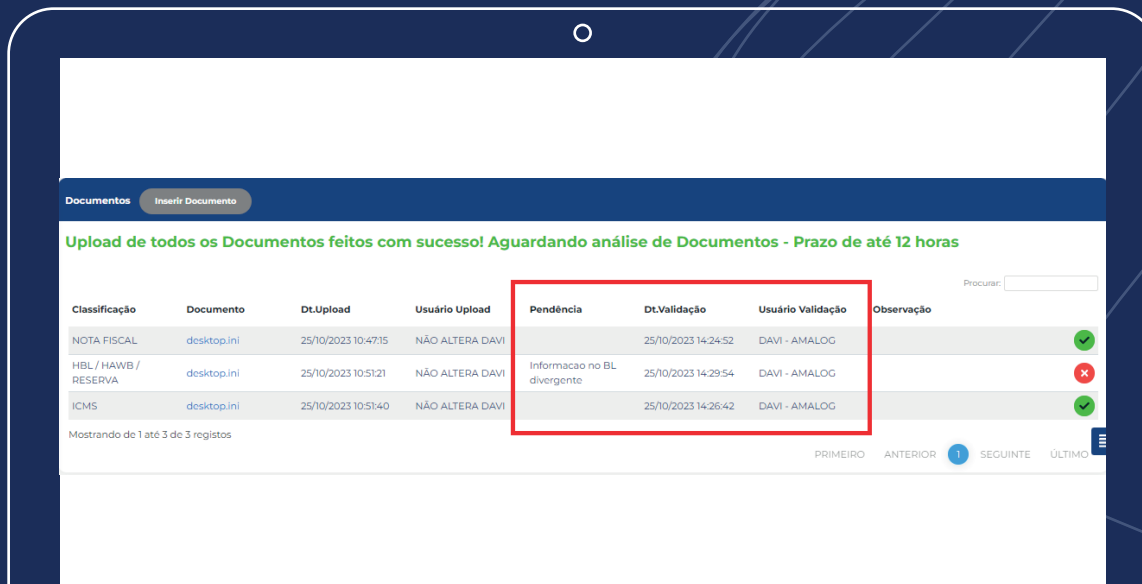 Documentos Inserir Documento
Upload de todos os Documentos feitos com sucesso! Aguardando análise de Documentos - Prazo de até 12 horas
Procurar:
Classificação Documento Dt.Upload Usuário Upload Pendência Dt.Validação Usuário Validação Observação
NOTA FISCAL desktop.ini 25/10/2023 10:47:15 NÃO ALTERA DAVI 25/10/2023 14:24:52 DAVI - AMALOG
HBL / HAWB / RESERVA desktop.ini 25/10/2023 10:51:21 NÃO ALTERA DAVI Informacao no BL divergente 25/10/2023 14:29:54 DAVI - AMALOG
ICMS desktop.ini 25/10/2023 10:51:40 NÃO ALTERA DAVI 25/10/2023 14:26:42 DAVI - AMALOG
Mostrando de 1 até 3 de 3 registos
PRIMEIRO ANTERIOR 1 SEGUINTE ÚLTIMO